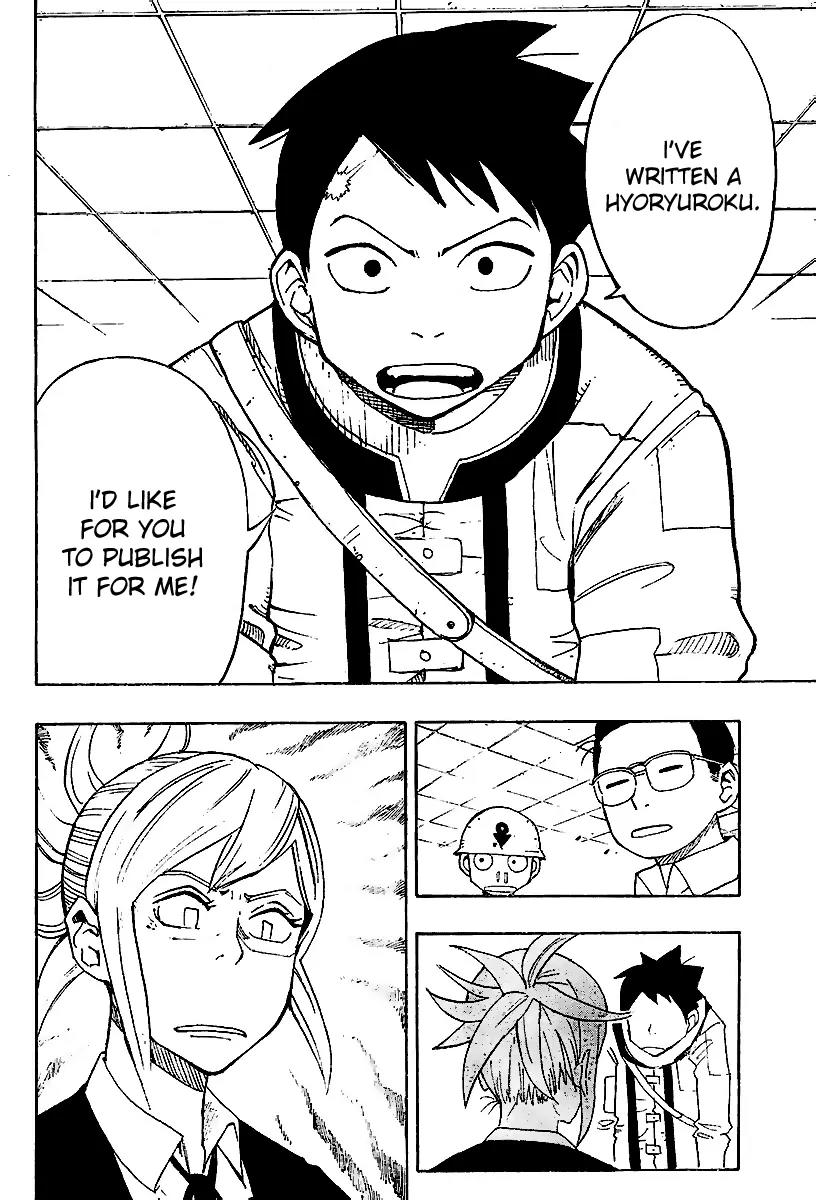 I'VE
WRITTEN A
HYORYUROKU.
I'D LIKE
FOR YOU
TO PUBLISH
IT FOR ME!